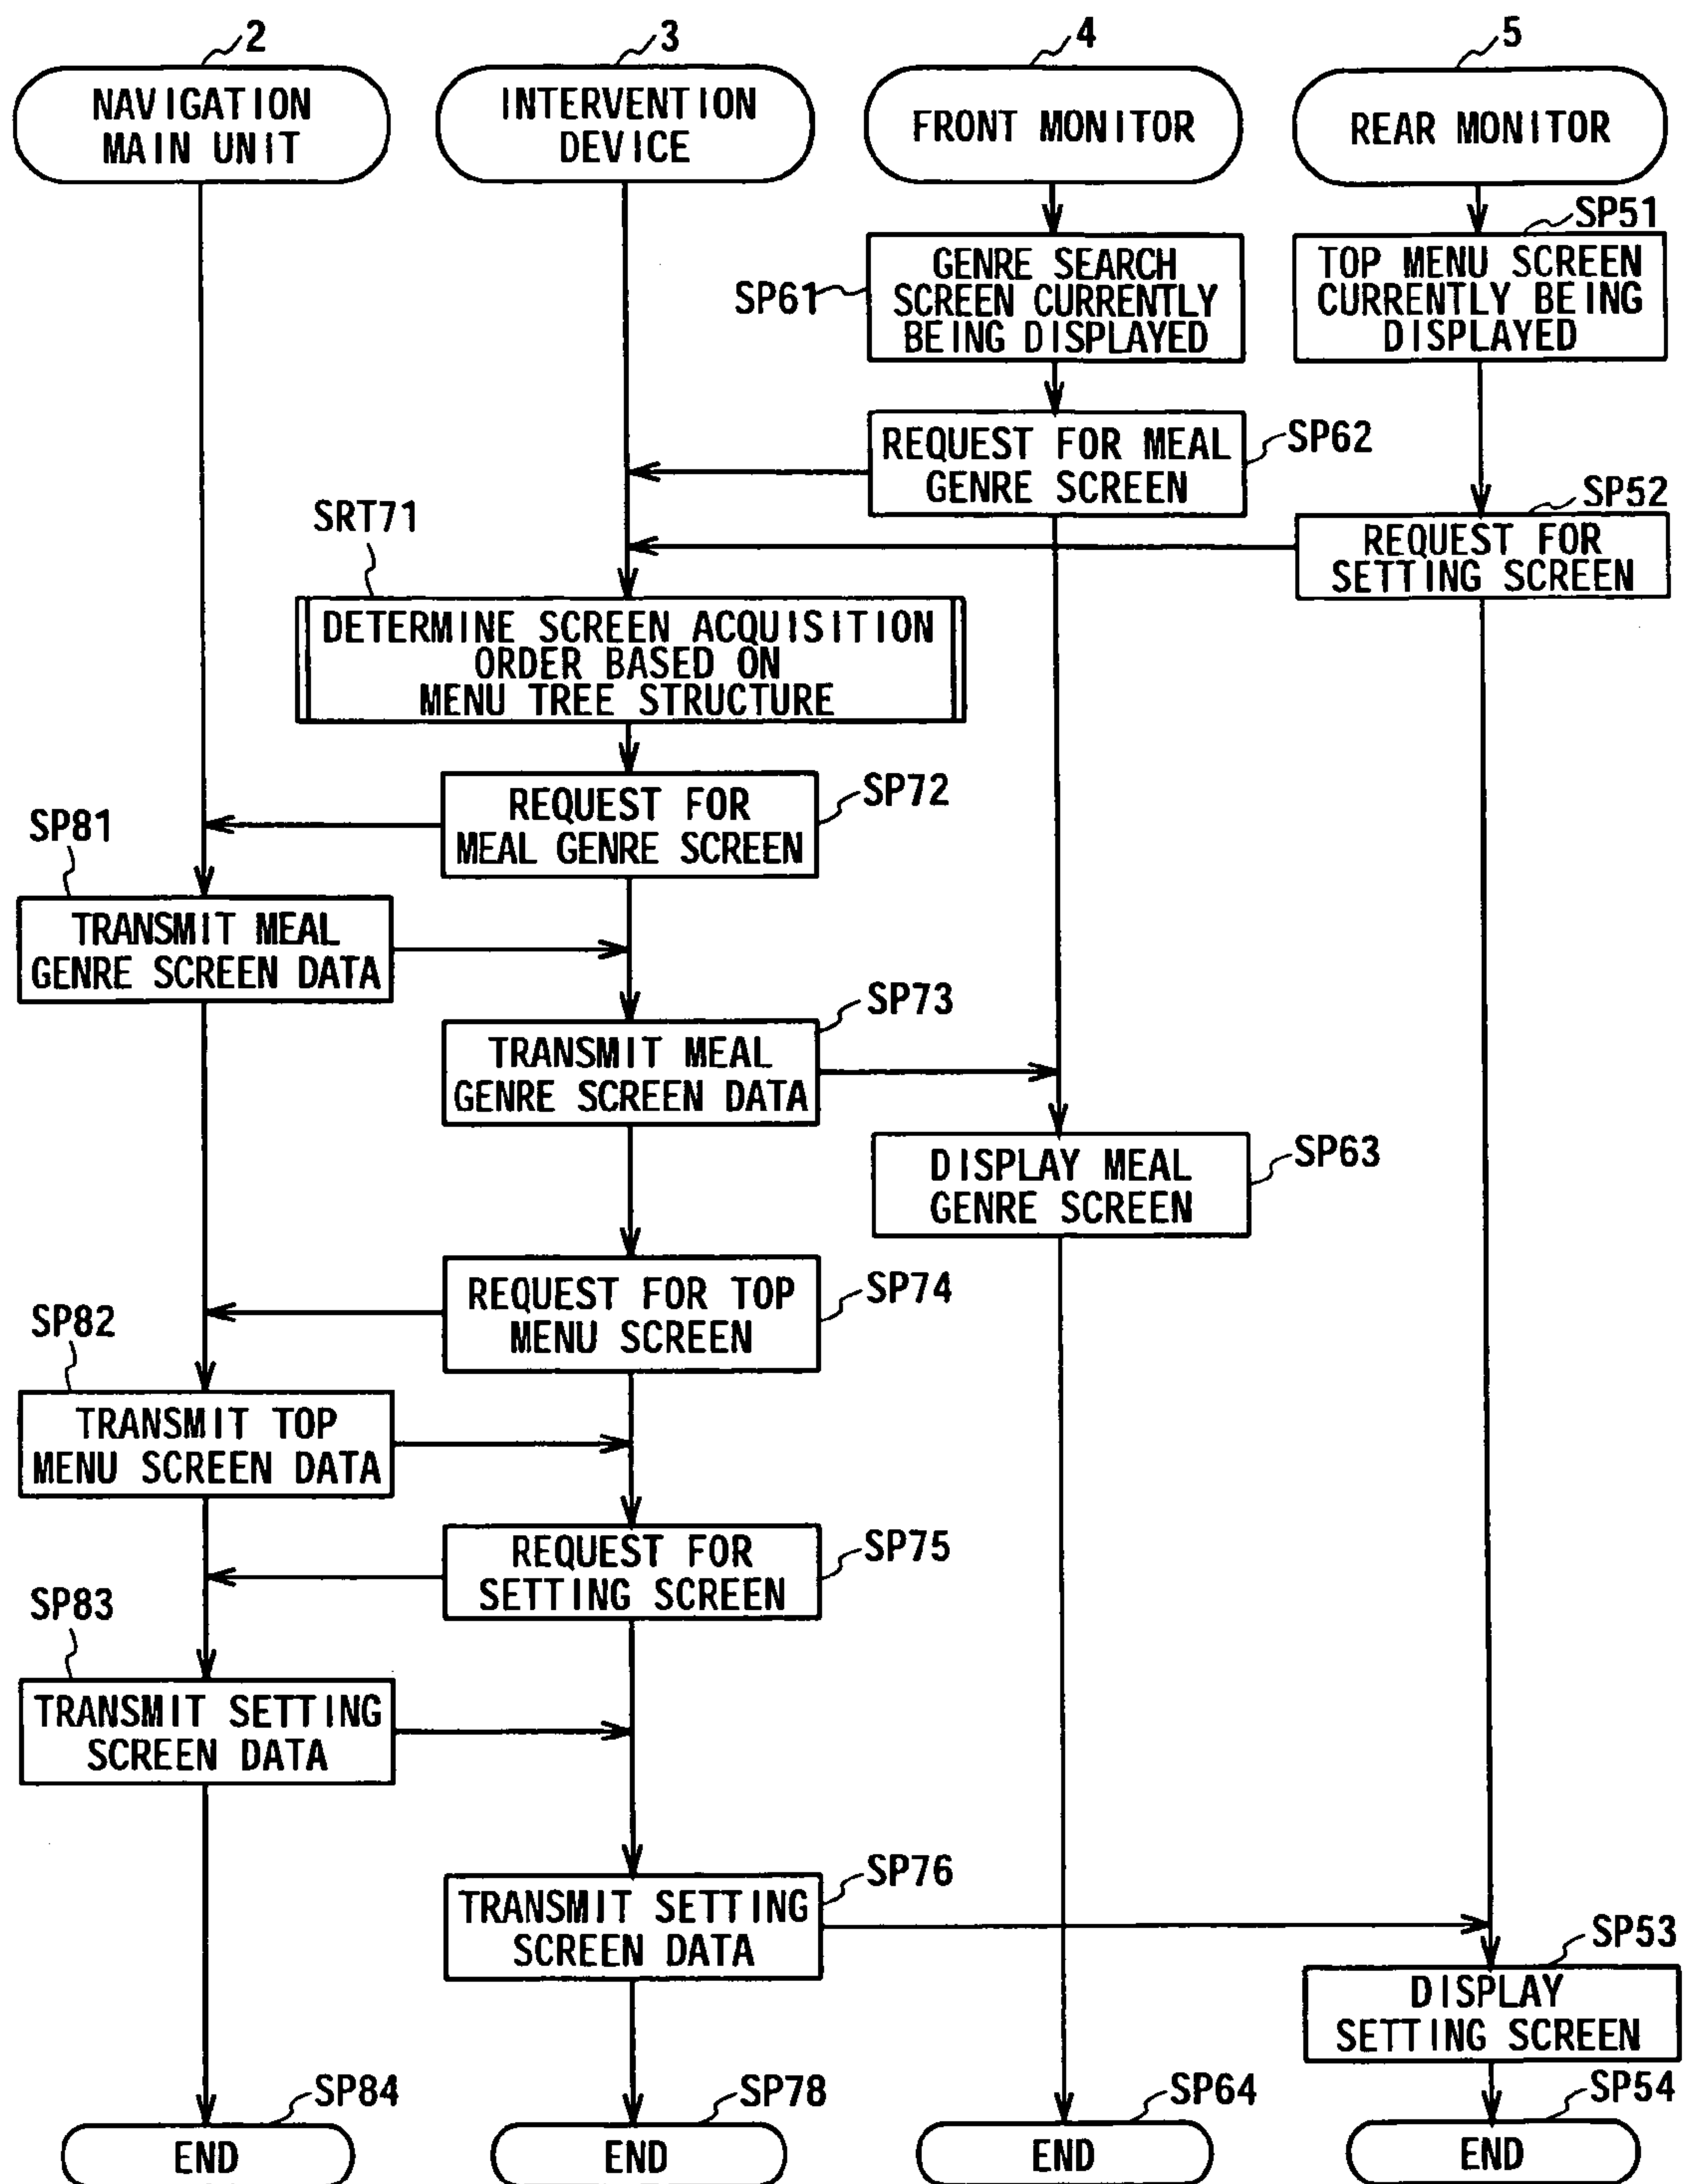 2
NAVIGATION
MAIN UNIT
3
INTERVENTION
DEVICE
4
FRONT MONITOR
5
REAR MONITOR
SP51
TOP MENU SCREEN
CURRENTLY BEING
DISPLAYED
SP61
GENRE SEARCH
SCREEN CURRENTLY
BEING DISPLAYED
SP62
REQUEST FOR MEAL
GENRE SCREEN
SP52
REQUEST FOR
SETTING SCREEN
SRT71
DETERMINE SCREEN ACQUISITION
ORDER BASED ON
MENU TREE STRUCTURE
SP72
REQUEST FOR
MEAL GENRE SCREEN
SP81
TRANSMIT MEAL
GENRE SCREEN DATA
SP73
TRANSMIT MEAL
GENRE SCREEN DATA
SP63
DISPLAY MEAL
GENRE SCREEN
SP74
REQUEST FOR TOP
MENU SCREEN
SP82
TRANSMIT TOP
MENU SCREEN DATA
SP75
REQUEST FOR
SETTING SCREEN
SP83
TRANSMIT SETTING
SCREEN DATA
SP76
TRANSMIT SETTING
SCREEN DATA
SP53
DISPLAY
SETTING SCREEN
SP84
END
SP78
END
SP64
END
SP54
END